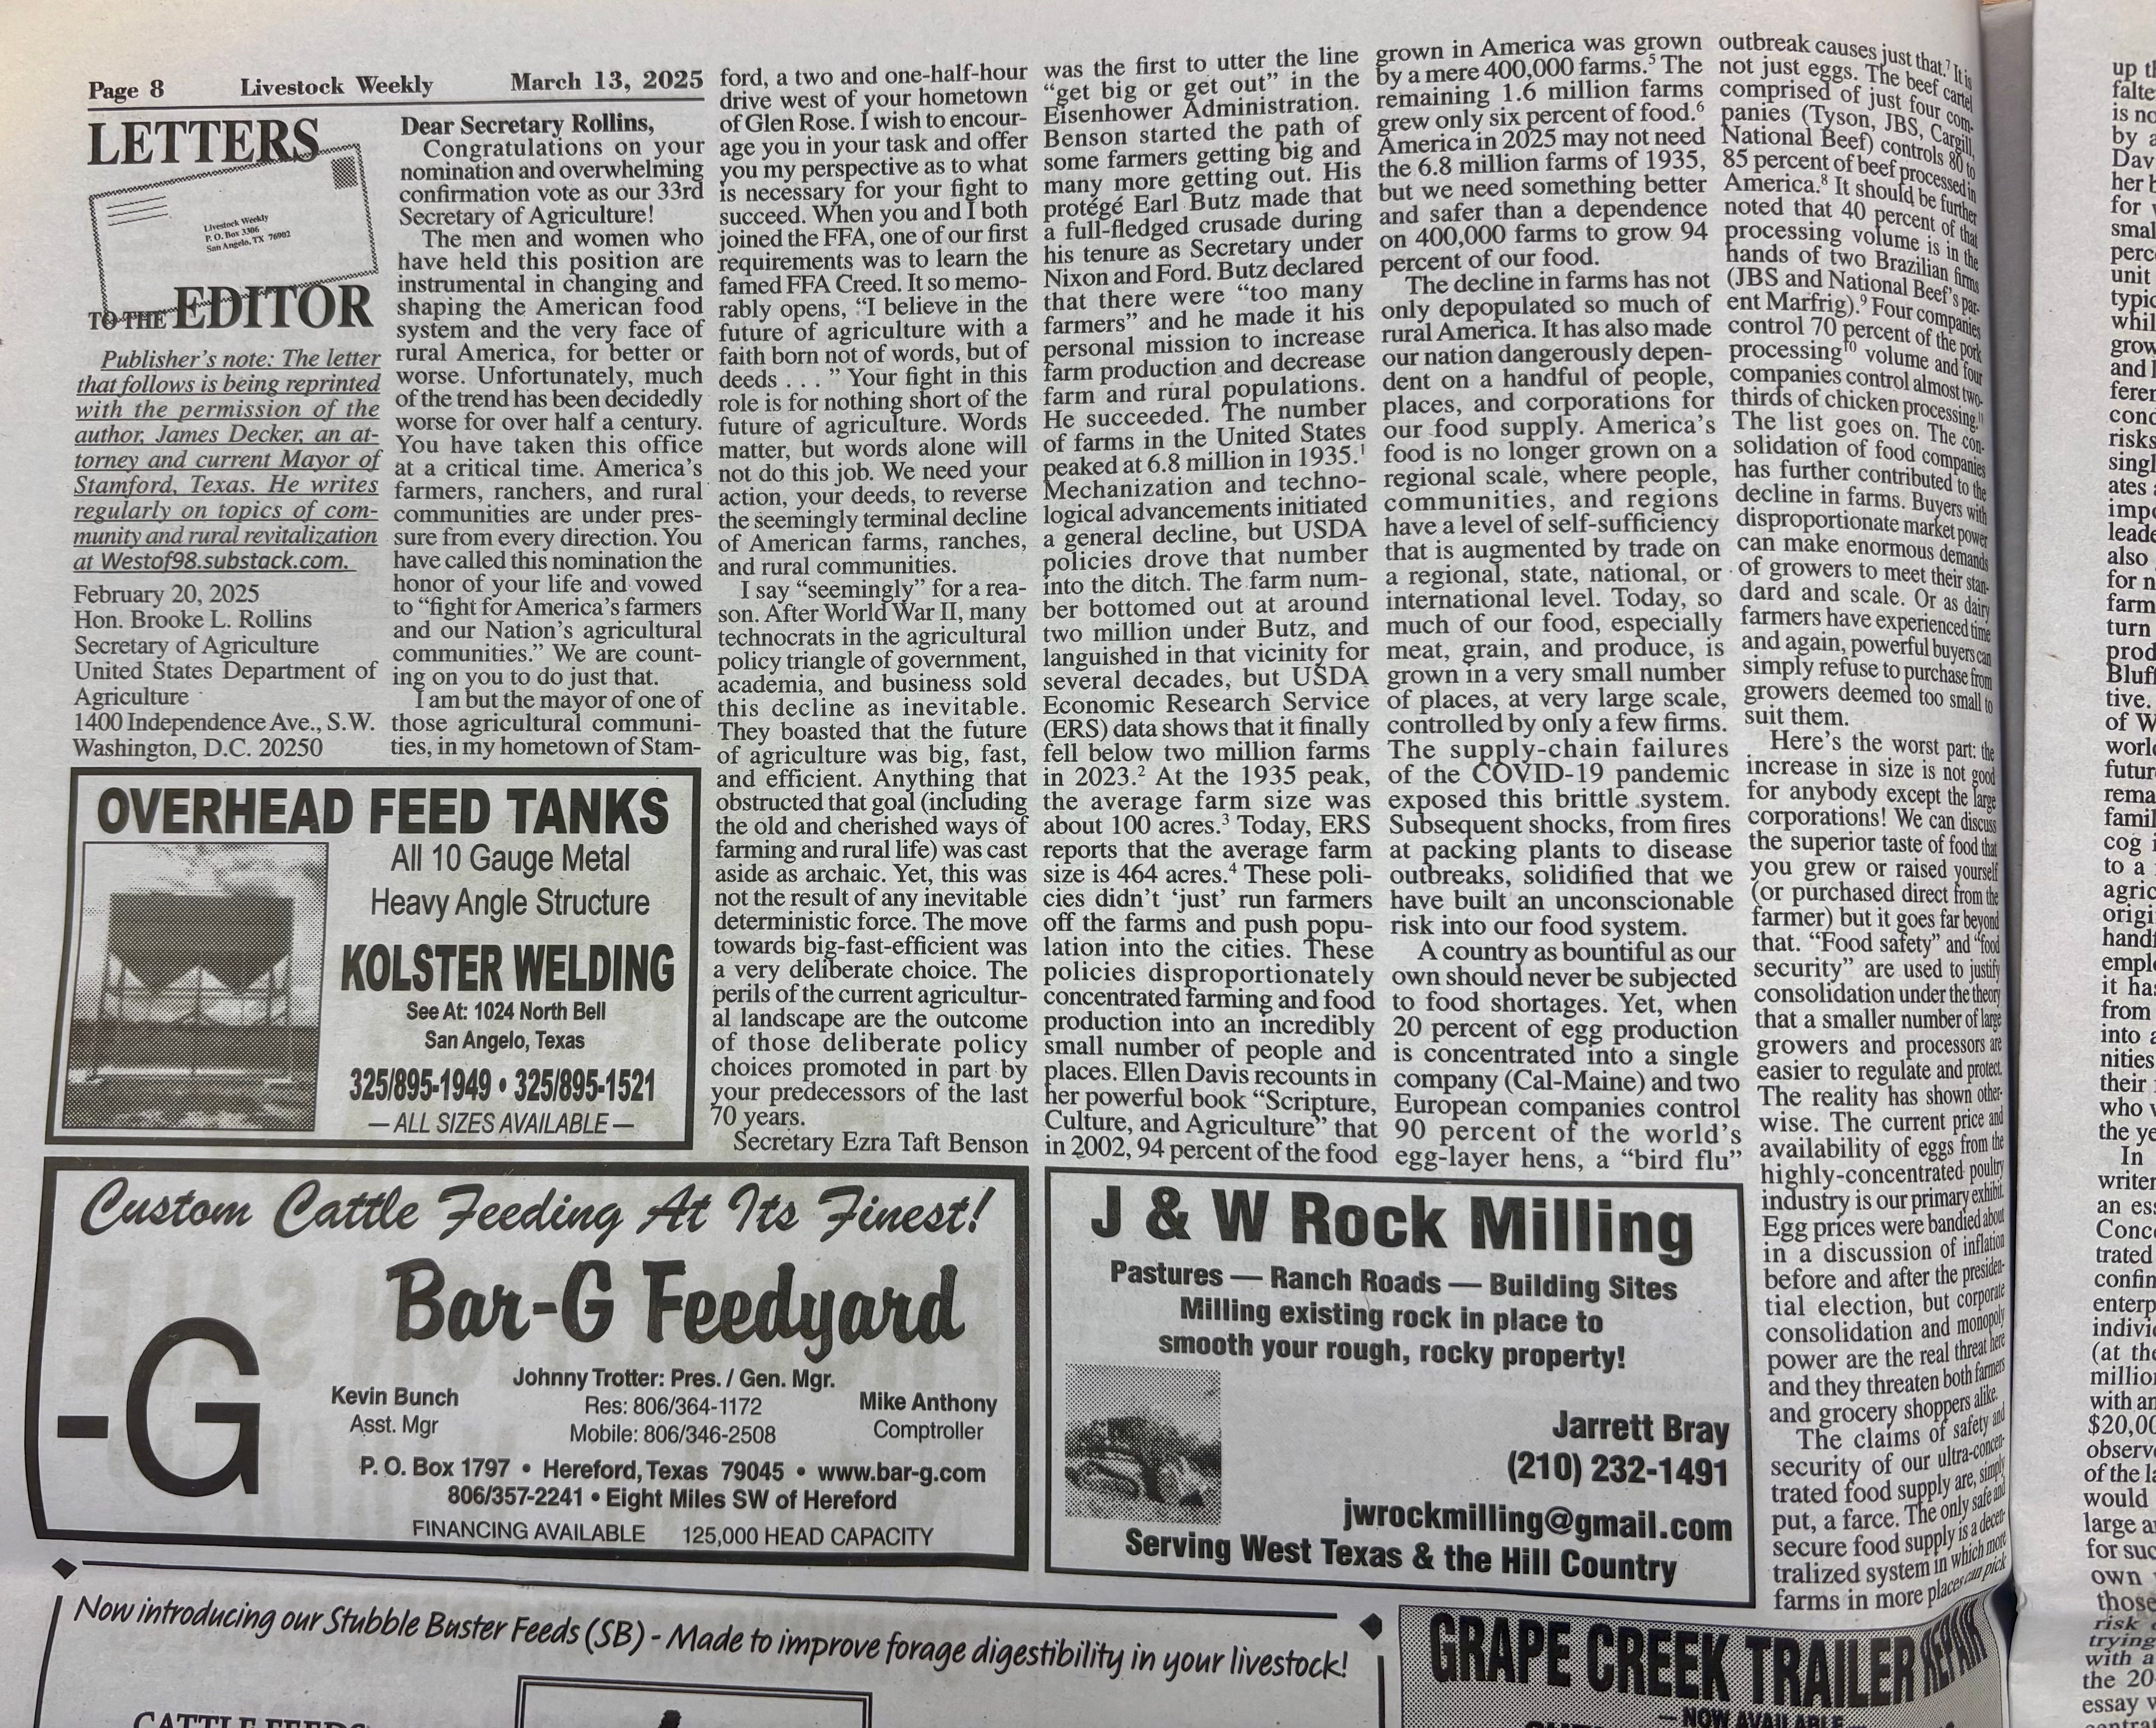 Page 8 Livestock Weekly March 13, 2025
LETTERS
Livestock Weekly
P. O. Box 3306
San Angelo, TX 76902
TO THE EDITOR
Publisher's note: The letter
that follows is being reprinted
with the permission of the
author, James Decker, an at-
torney and current Mayor of
Stamford, Texas. He writes
regularly on topics of com-
munity and rural revitalization
at Westof98.substack.com.
February 20, 2025
Hon. Brooke L. Rollins
Secretary of Agriculture
United States Department of
Agriculture
1400 Independence Ave., S.W.
Washington, D.C. 20250
Dear Secretary Rollins,
Congratulations on your
nomination and overwhelming
confirmation vote as our 33rd
Secretary of Agriculture!
The men and women who
have held this position are
instrumental in changing and
shaping the American food
system and the very face of
rural America, for better or
worse. Unfortunately, much
of the trend has been decidedly
worse for over half a century.
You have taken this office
at a critical time. America's
farmers, ranchers, and rural
communities are under pres-
sure from every direction. You
have called this nomination the
honor of your life and vowed
to "fight for America's farmers
and our Nation's agricultural
communities." We are count-
ing on you to do just that.
I am but the mayor of one of
those agricultural communi-
ties, in my hometown of Stam-
ford, a two and one-half-hour
drive west of your hometown
of Glen Rose. I wish to encour-
age you in your task and offer
you my perspective as to what
is necessary for your fight to
succeed. When you and I both
joined the FFA, one of our first
requirements was to learn the
famed FFA Creed. It so memo-
rably opens, "I believe in the
future of agriculture with a
faith born not of words, but of
deeds . . . " Your fight in this
role is for nothing short of the
future of agriculture. Words
matter, but words alone will
not do this job. We need your
action, your deeds, to reverse
the seemingly terminal decline
of American farms, ranches,
and rural communities.
I say "seemingly" for a rea-
son. After World War II, many
technocrats in the agricultural
policy triangle of government,
academia, and business sold
this decline as inevitable.
They boasted that the future
of agriculture was big, fast,
and efficient. Anything that
obstructed that goal (including
the old and cherished ways of
farming and rural life) was cast
aside as archaic. Yet, this was
not the result of any inevitable
deterministic force. The move
towards big-fast-efficient was
a very deliberate choice. The
perils of the current agricultur-
al landscape are the outcome
of those deliberate policy
choices promoted in part by
your predecessors of the last
70 years.
Secretary Ezra Taft Benson
was the first to utter the line
"get big or get out" in the
Eisenhower Administration.
Benson started the path of
some farmers getting big and
many more getting out. His
protégé Earl Butz made that
a full-fledged crusade during
his tenure as Secretary under
Nixon and Ford. Butz declared
that there were "too many
farmers" and he made it his
personal mission to increase
farm production and decrease
farm and rural populations.
He succeeded. The number
of farms in the United States
peaked at 6.8 million in 1935.¹
Mechanization and techno-
logical advancements initiated
a general decline, but USDA
policies drove that number
into the ditch. The farm num-
ber bottomed out at around
two million under Butz, and
languished in that vicinity for
several decades, but USDA
Economic Research Service
(ERS) data shows that it finally
fell below two million farms
in 2023.² At the 1935 peak,
the average farm size was
about 100 acres.³ Today, ERS
reports that the average farm
size is 464 acres.⁴ These poli-
cies didn't 'just' run farmers
off the farms and push popu-
lation into the cities. These
policies disproportionately
concentrated farming and food
production into an incredibly
small number of people and
places. Ellen Davis recounts in
her powerful book "Scripture,
Culture, and Agriculture" that
in 2002, 94 percent of the food
grown in America was grown
by a mere 400,000 farms.⁵ The
remaining 1.6 million farms
grew only six percent of food.⁶
America in 2025 may not need
the 6.8 million farms of 1935,
but we need something better
and safer than a dependence
on 400,000 farms to grow 94
percent of our food.
The decline in farms has not
only depopulated so much of
rural America. It has also made
our nation dangerously depen-
dent on a handful of people,
places, and corporations for
our food supply. America's
food is no longer grown on a
regional scale, where people,
communities, and regions
have a level of self-sufficiency
that is augmented by trade on
a regional, state, national, or
international level. Today, so
much of our food, especially
meat, grain, and produce, is
grown in a very small number
of places, at very large scale,
controlled by only a few firms.
The supply-chain failures
of the COVID-19 pandemic
exposed this brittle system.
Subsequent shocks, from fires
at packing plants to disease
outbreaks, solidified that we
have built an unconscionable
risk into our food system.
A country as bountiful as our
own should never be subjected
to food shortages. Yet, when
20 percent of egg production
is concentrated into a single
company (Cal-Maine) and two
European companies control
90 percent of the world's
egg-layer hens, a "bird flu"
outbreak causes just that.⁷ It is
not just eggs. The beef cartel
comprised of just four com-
panies (Tyson, JBS, Cargill,
National Beef) controls 80 to
85 percent of beef processed in
America.⁸ It should be further
noted that 40 percent of that
processing volume is in the
hands of two Brazilian firms
(JBS and National Beef's par-
ent Marfrig).⁹ Four companies
control 70 percent of the pork
processing¹⁰ volume and four
companies control almost two-
thirds of chicken processing.¹¹
The list goes on. The con-
solidation of food companies
has further contributed to the
decline in farms. Buyers with
disproportionate market power
can make enormous demands
of growers to meet their stan-
dard and scale. Or as dairy
farmers have experienced time
and again, powerful buyers can
simply refuse to purchase from
growers deemed too small to
suit them.
Here's the worst part: the
increase in size is not good
for anybody except the large
corporations! We can discuss
the superior taste of food that
you grew or raised yourself
(or purchased direct from the
farmer) but it goes far beyond
that. "Food safety" and "food
security" are used to justify
consolidation under the theory
that a smaller number of large
growers and processors are
easier to regulate and protect.
The reality has shown other-
wise. The current price and
availability of eggs from the
highly-concentrated poultry
industry is our primary exhibit.
Egg prices were bandied about
in a discussion of inflation
before and after the presiden-
tial election, but corporate
consolidation and monopoly
power are the real threat here
and they threaten both farmers
and grocery shoppers alike.
The claims of safety and
security of our ultra-concen-
trated food supply are, simply
put, a farce. The only safe and
secure food supply is a decen-
tralized system in which more
farms in more places can pick
OVERHEAD FEED TANKS
All 10 Gauge Metal
Heavy Angle Structure
KOLSTER WELDING
See At: 1024 North Bell
San Angelo, Texas
325/895-1949 • 325/895-1521
— ALL SIZES AVAILABLE —
Custom Cattle Feeding At Its Finest!
Bar-G Feedyard
-G
Johnny Trotter: Pres. / Gen. Mgr.
Res: 806/364-1172
Mobile: 806/346-2508
Kevin Bunch
Asst. Mgr
Mike Anthony
Comptroller
P. O. Box 1797 • Hereford, Texas 79045 • www.bar-g.com
806/357-2241 • Eight Miles SW of Hereford
FINANCING AVAILABLE 125,000 HEAD CAPACITY
J & W Rock Milling
Pastures — Ranch Roads — Building Sites
Milling existing rock in place to
smooth your rough, rocky property!
Jarrett Bray
(210) 232-1491
jwrockmilling@gmail.com
Serving West Texas & the Hill Country
Now introducing our Stubble Buster Feeds (SB) - Made to improve forage digestibility in your livestock!
CATTLE FEEDS
GRAPE CREEK TRAILER REPAIR
— NOW AVAILABLE —